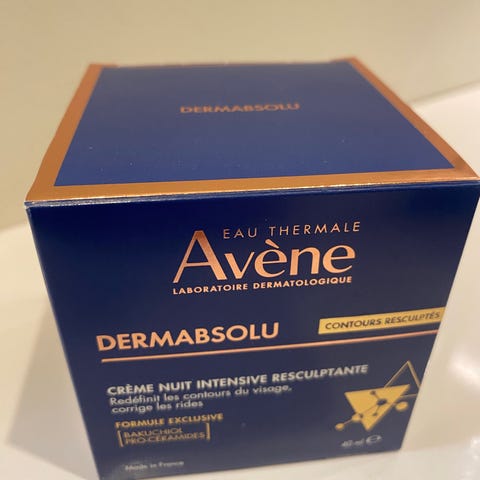 DERMABSOLU
EAU THERMALE
Avène
LABORATOIRE DERMATOLOGIQUE
DERMABSOLU
CONTOURS RESCULPTÉS
CRÈME NUIT INTENSIVE RESCULPTANTE
Redéfinit les contours du visage,
corrige les rides
FORMULE EXCLUSIVE
BAKUCHIOL
PRO-CÉRAMIDES
Made in France
40 ml e